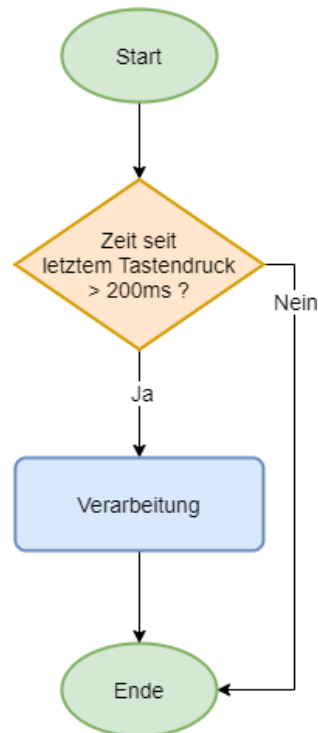 Start
Zeit seit
letztem Tastendruck
> 200ms ?
Nein
Ja
Verarbeitung
Ende